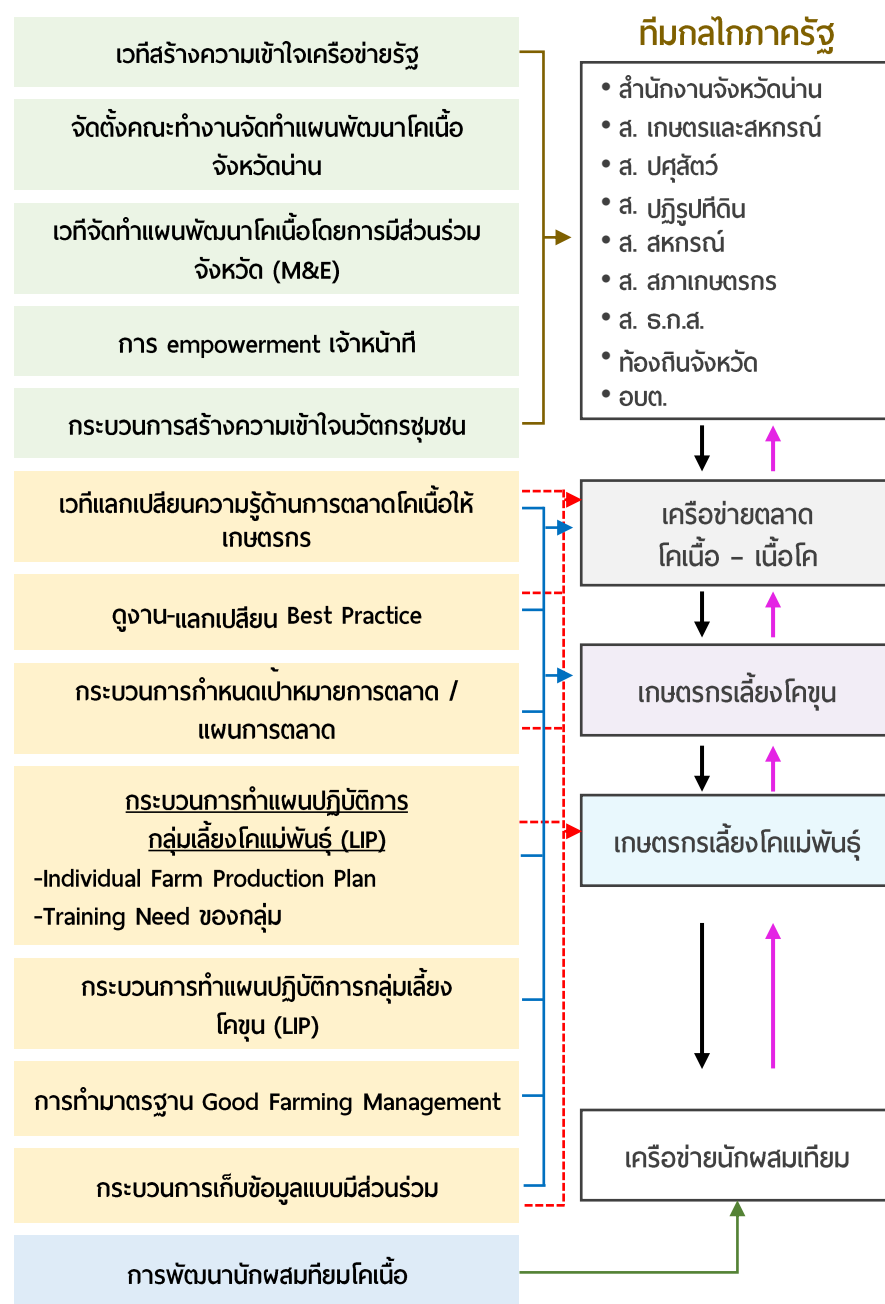 เวทีสร้างความเข้าใจเครือข่ายรัฐ
จัดตั้งคณะทำงานจัดทำแผนพัฒนาโคเนื้อ
จังหวัดน่าน
เวทีจัดทำแผนพัฒนาโคเนื้อโดยการมีส่วนร่วม
จังหวัด (M&E)
การ empowerment เจ้าหน้าที่
กระบวนการสร้างความเข้าใจนวัตกรชุมชน
เวทีแลกเปลี่ยนความรู้ด้านการตลาดโคเนื้อให้
เกษตรกร
ดูงาน-แลกเปลี่ยน Best Practice
กระบวนการกำหนดเป้าหมายการตลาด /
แผนการตลาด
กระบวนการทำแผนปฏิบัติการ
กลุ่มเลี้ยงโคแม่พันธุ์ (LIP)
-Individual Farm Production Plan
-Training Need ของกลุ่ม
กระบวนการทำแผนปฏิบัติการกลุ่มเลี้ยง
โคขุน (LIP)
การทำมาตรฐาน Good Farming Management
กระบวนการเก็บข้อมูลแบบมีส่วนร่วม
การพัฒนานักผสมเทียมโคเนื้อ
ทีมกลไกภาครัฐ
• สำนักงานจังหวัดน่าน
• ส. เกษตรและสหกรณ์
• ส. ปศุสัตว์
• ส. ปฏิรูปที่ดิน
• ส. สหกรณ์
• ส. สภาเกษตรกร
• ส. ธ.ก.ส.
• ท้องถิ่นจังหวัด
• อบต.
เครือข่ายตลาด
โคเนื้อ – เนื้อโค
เกษตรกรเลี้ยงโคขุน
เกษตรกรเลี้ยงโคแม่พันธุ์
เครือข่ายนักผสมเทียม